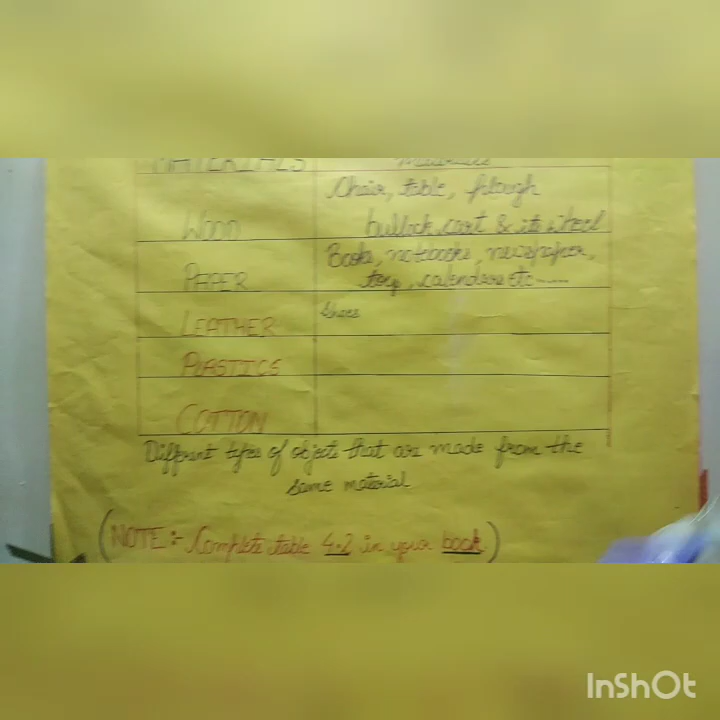 MATERIALS
Chair, table, plough
WOOD bullock cart & its wheel
Books, notebooks, newspaper,
PAPER toys, calenders etc......
LEATHER Shoes
PLASTICS
COTTON
Different types of objects that are made from the
same material
(NOTE:- Complete table 4.2 in your book)
InShOt